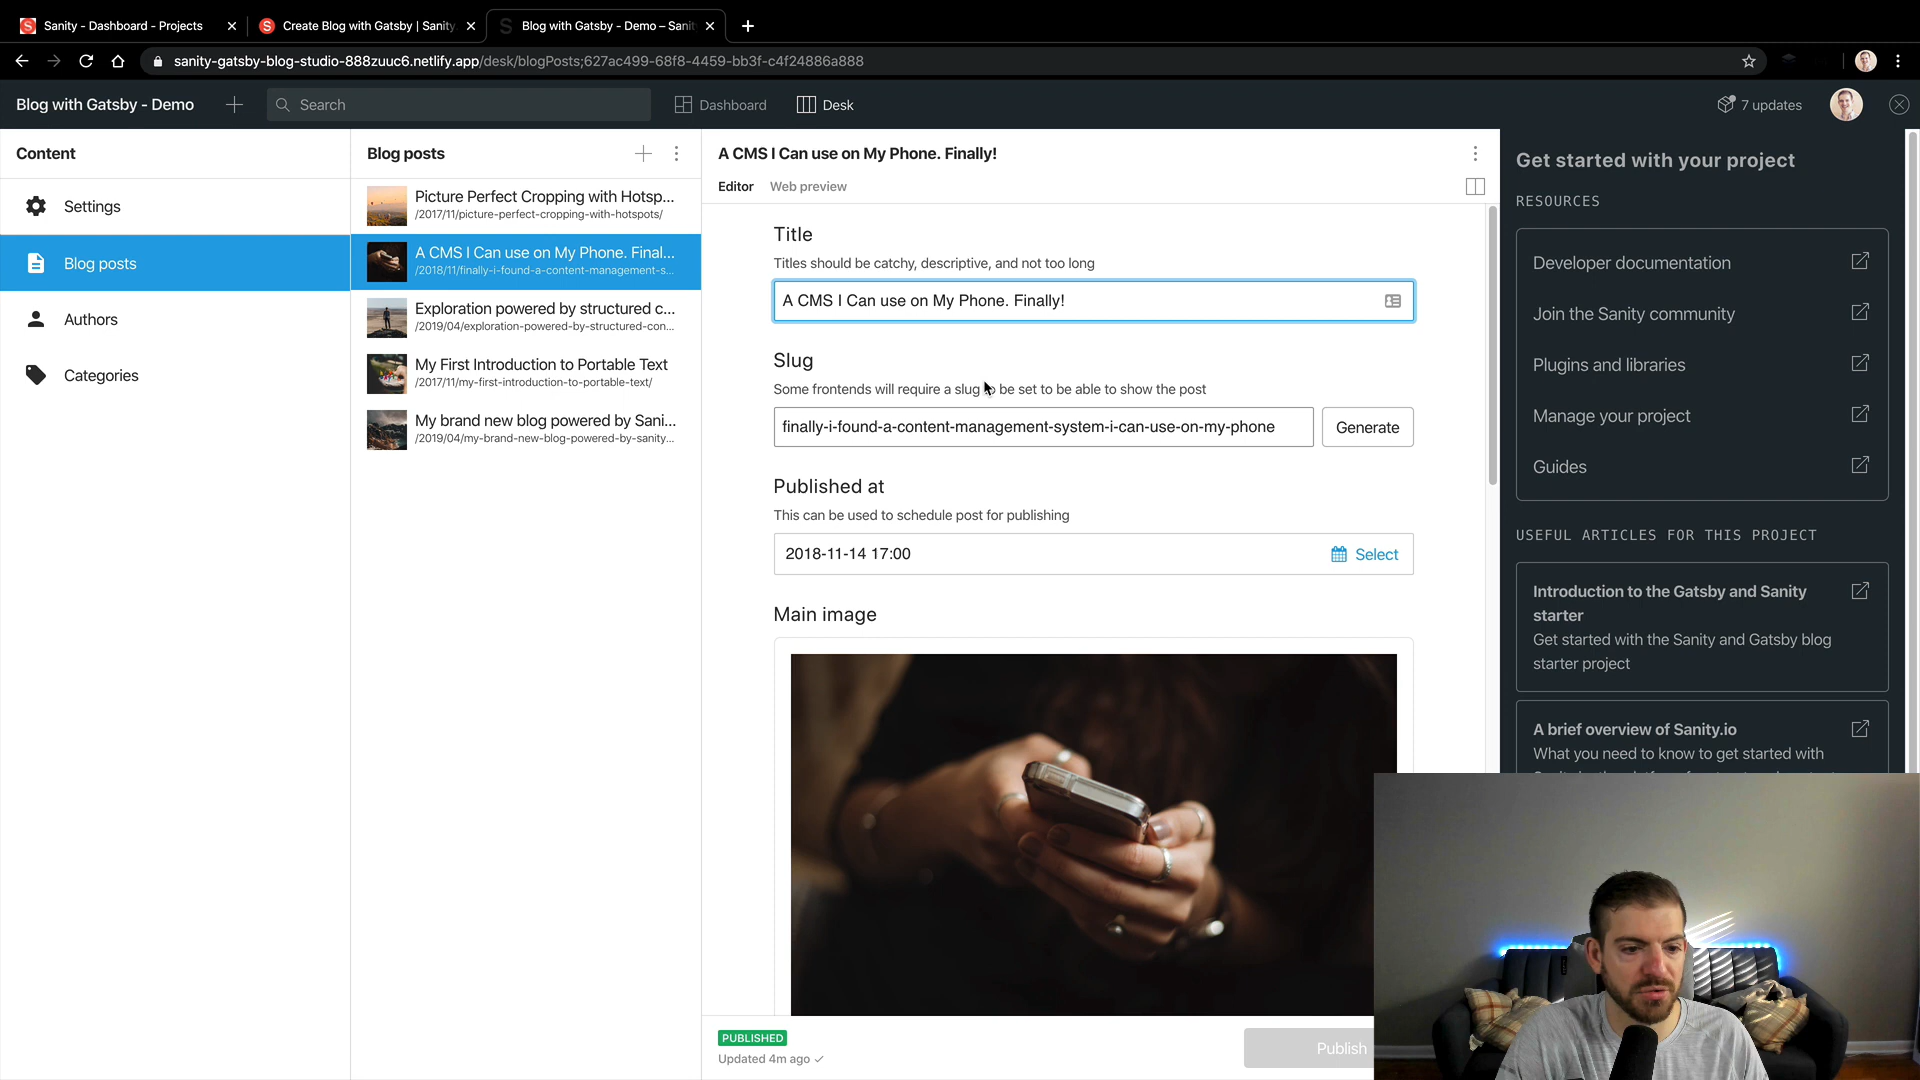 Sanity - Dashboard - Projects
Create Blog with Gatsby | Sanity
Blog with Gatsby - Demo – Sani
sanity-gatsby-blog-studio-888zuuc6.netlify.app/desk/blogPosts;627ac499-68f8-4459-bb3f-c4f24886a888
Blog with Gatsby - Demo
Search
Dashboard
Desk
7 updates
Content
Settings
Blog posts
Authors
Categories
Blog posts
Picture Perfect Cropping with Hotsp...
/2017/11/picture-perfect-cropping-with-hotspots/
A CMS I Can use on My Phone. Final...
/2018/11/finally-i-found-a-content-management-s...
Exploration powered by structured c...
/2019/04/exploration-powered-by-structured-con...
My First Introduction to Portable Text
/2017/11/my-first-introduction-to-portable-text/
My brand new blog powered by Sani...
/2019/04/my-brand-new-blog-powered-by-sanity...
A CMS I Can use on My Phone. Finally!
Editor
Web preview
Title
Titles should be catchy, descriptive, and not too long
A CMS I Can use on My Phone. Finally!
Slug
Some frontends will require a slug to be set to be able to show the post
finally-i-found-a-content-management-system-i-can-use-on-my-phone
Generate
Published at
This can be used to schedule post for publishing
2018-11-14 17:00
Select
Main image
PUBLISHED
Updated 4m ago
Publish
Get started with your project
RESOURCES
Developer documentation
Join the Sanity community
Plugins and libraries
Manage your project
Guides
USEFUL ARTICLES FOR THIS PROJECT
Introduction to the Gatsby and Sanity
starter
Get started with the Sanity and Gatsby blog
starter project
A brief overview of Sanity.io
What you need to know to get started with